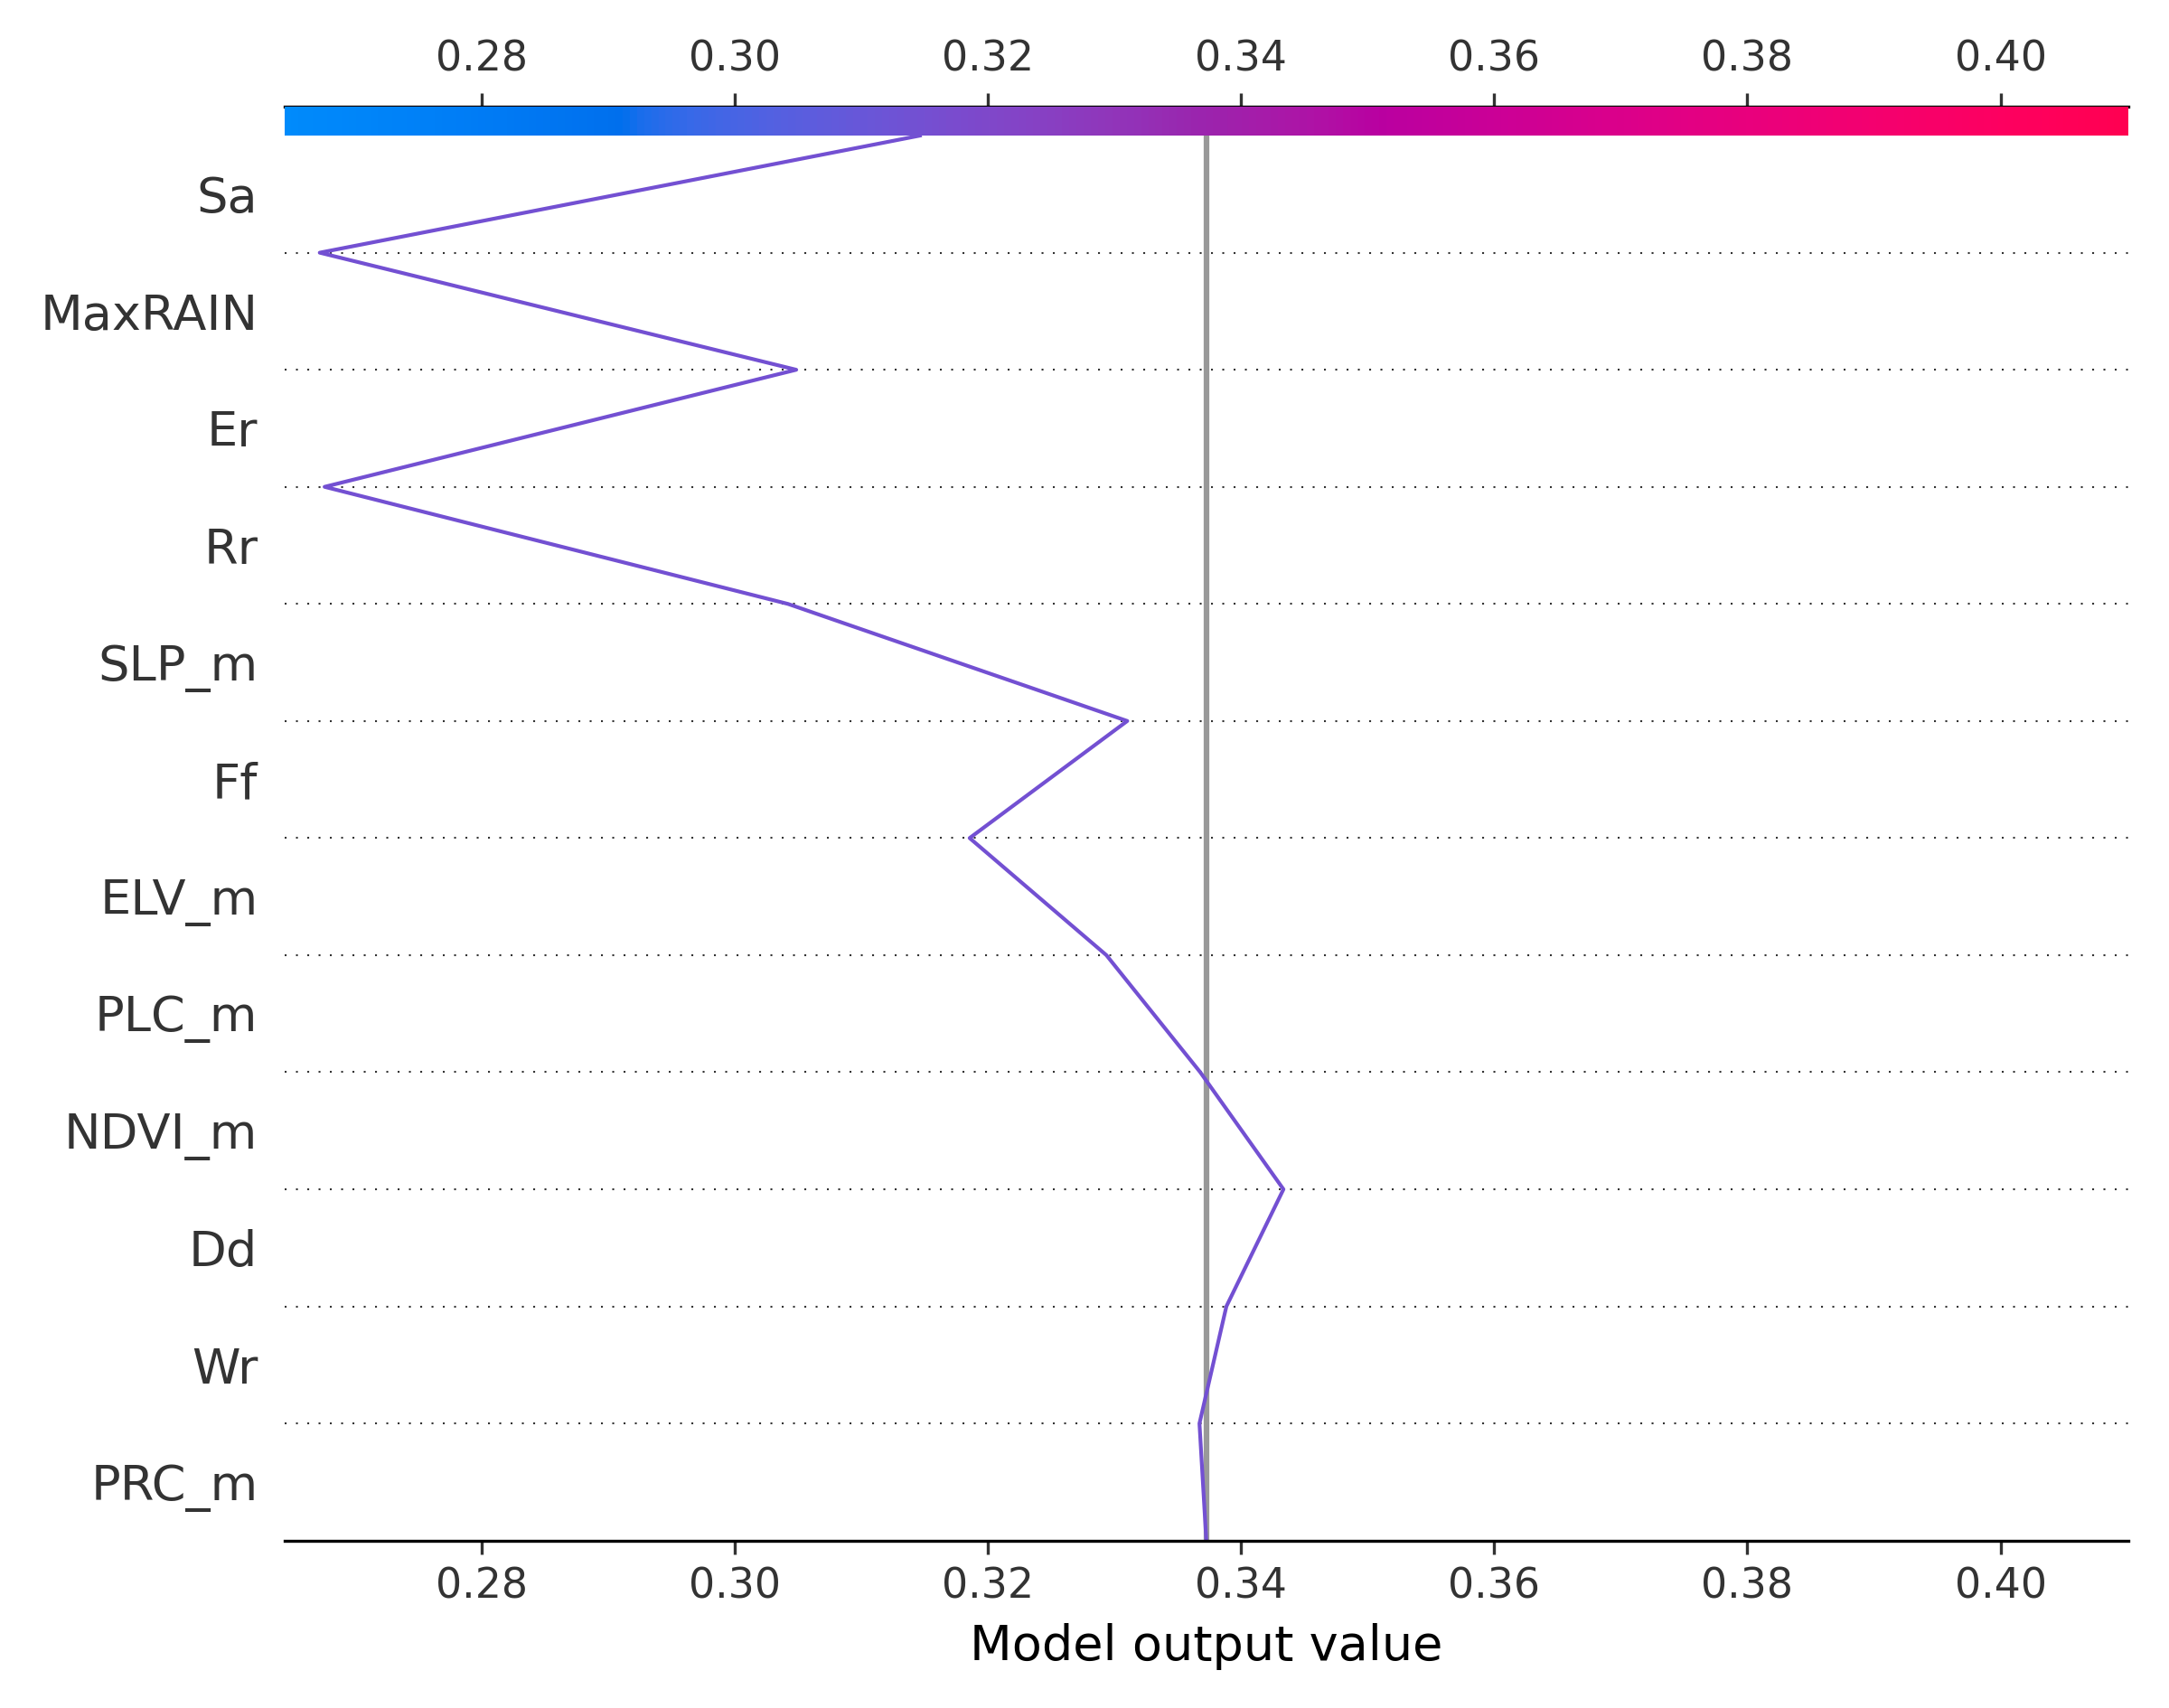 0.28 0.30 0.32 0.34 0.36 0.38 0.40
Sa
MaxRAIN
Er
Rr
SLP_m
Ff
ELV_m
PLC_m
NDVI_m
Dd
Wr
PRC_m
0.28 0.30 0.32 0.34 0.36 0.38 0.40
Model output value